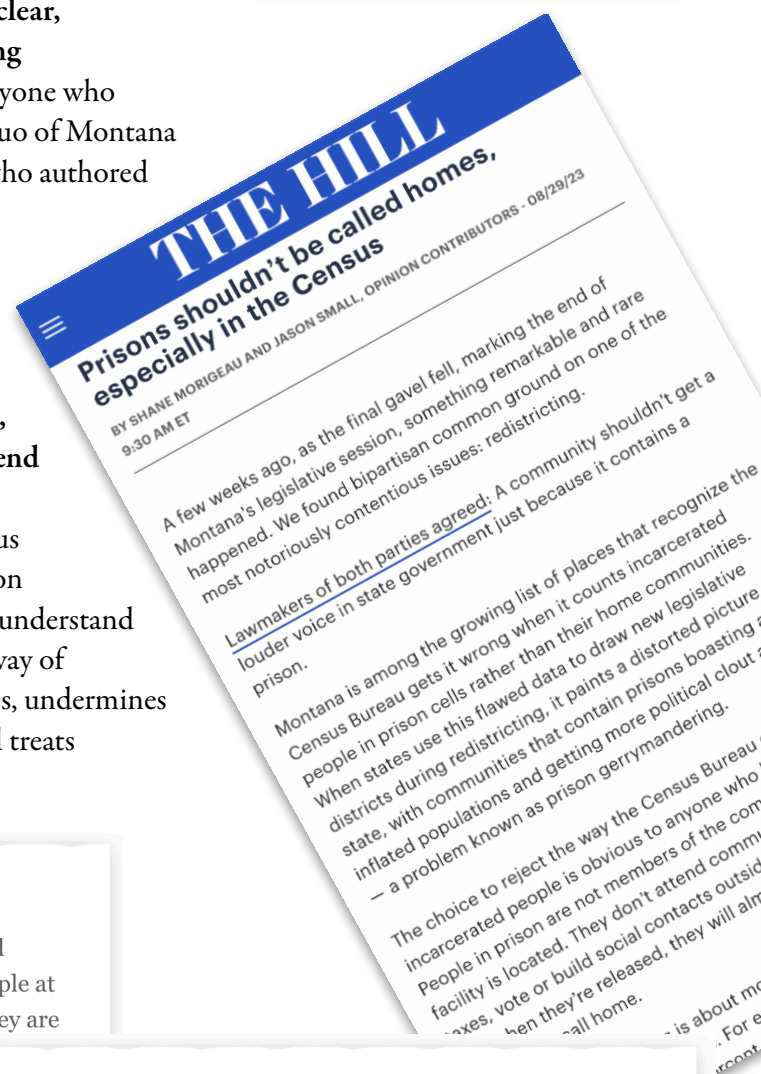 clear,
ng
yone who
uo of Montana
ho authored
,
end
us
on
understand
way of
s, undermines
treats
ple at
ey are
THE HILL
Prisons shouldn't be called homes,
especially in the Census
BY SHANE MORIGEAU AND JASON SMALL, OPINION CONTRIBUTORS - 08/29/23
9:30 AM ET
A few weeks ago, as the final gavel fell, marking the end of
Montana's legislative session, something remarkable and rare
happened. We found bipartisan common ground on one of the
most notoriously contentious issues: redistricting.
Lawmakers of both parties agreed: A community shouldn't get a
louder voice in state government just because it contains a
prison.
Montana is among the growing list of places that recognize the
Census Bureau gets it wrong when it counts incarcerated
people in prison cells rather than their home communities.
When states use this flawed data to draw new legislative
districts during redistricting, it paints a distorted picture
state, with communities that contain prisons boasting a
inflated populations and getting more political clout a
— a problem known as prison gerrymandering.
The choice to reject the way the Census Bureau
incarcerated people is obvious to anyone who
People in prison are not members of the com
facility is located. They don't attend commu
axes, vote or build social contacts outsid
hen they're released, they will alm
all home.
is about mo
. For e